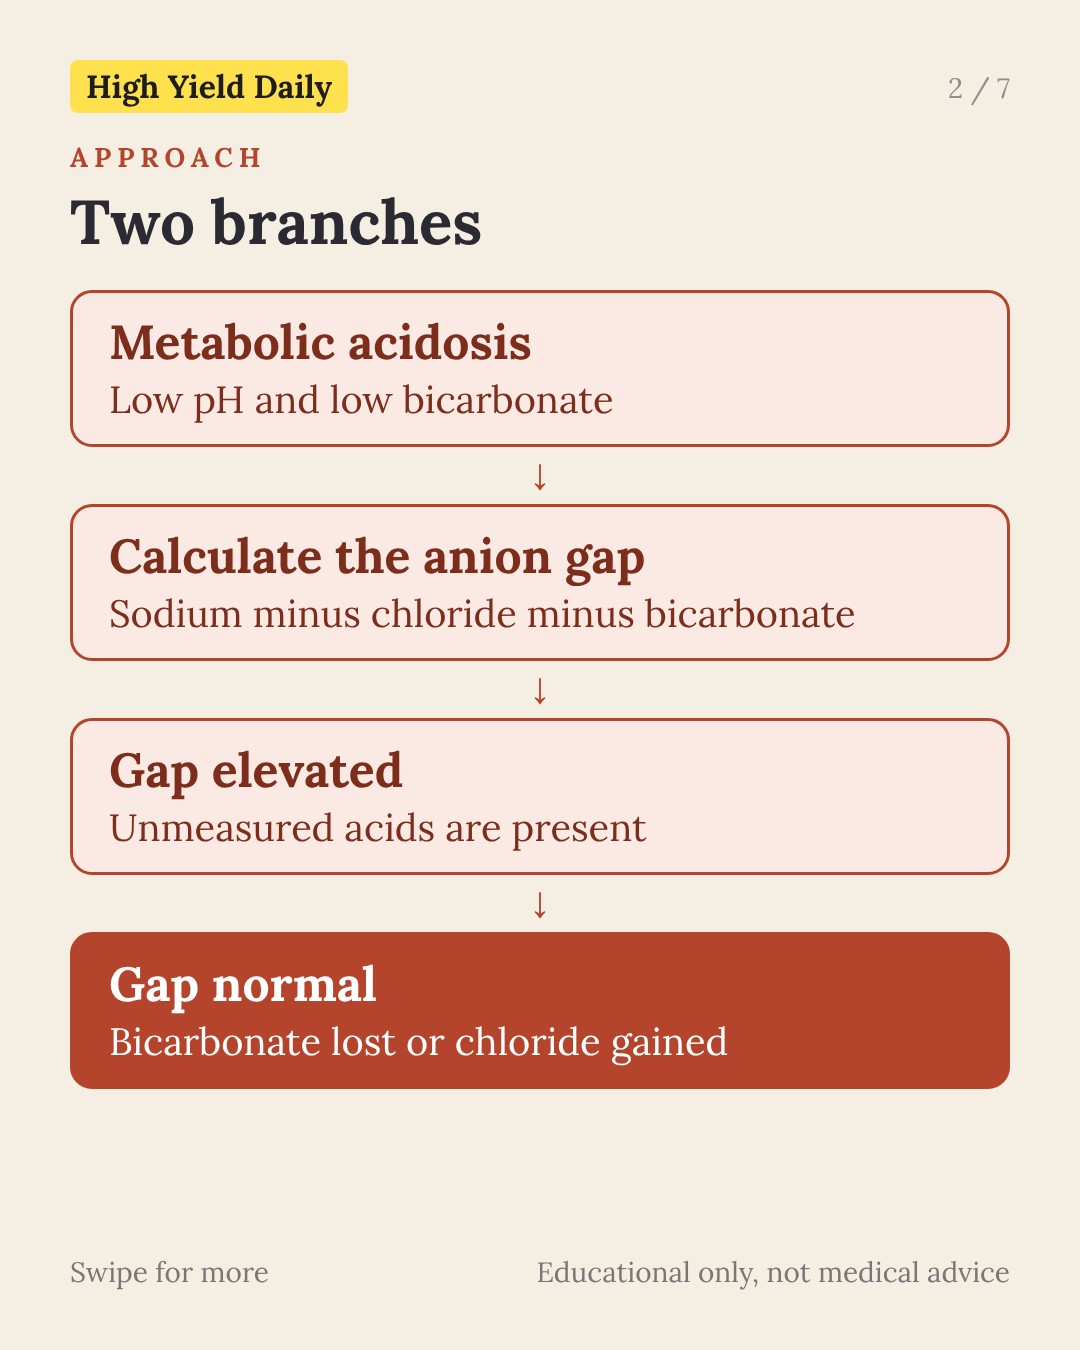 High Yield Daily
2 / 7
APPROACH
Two branches
Metabolic acidosis
Low pH and low bicarbonate
↓
Calculate the anion gap
Sodium minus chloride minus bicarbonate
↓
Gap elevated
Unmeasured acids are present
↓
Gap normal
Bicarbonate lost or chloride gained
Swipe for more
Educational only, not medical advice